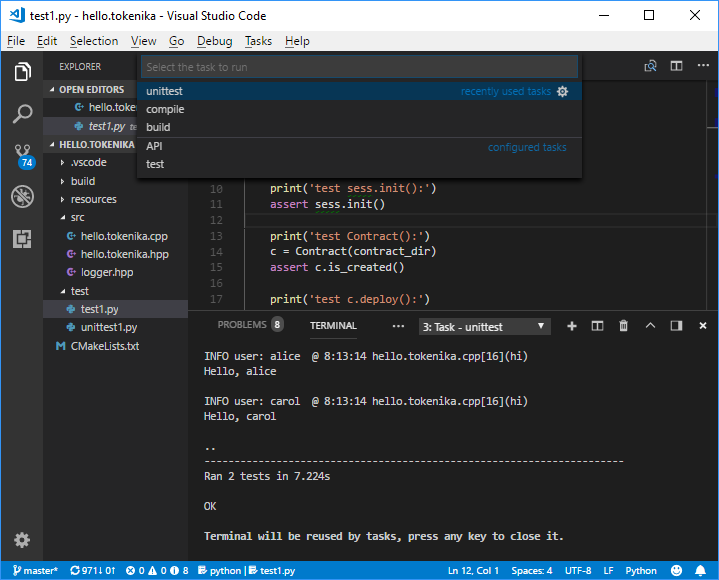 test1.py - hello.tokenika - Visual Studio Code
File Edit Selection View Go Debug Tasks Help
EXPLORER
Select the task to run
OPEN EDITORS
unittest recently used tasks
hello.token
compile
test1.py te
build
HELLO.TOKENIKA
API configured tasks
.vscode
test
74
build
10 print('test sess.init():')
resources
11 assert sess.init()
src
12
hello.tokenika.cpp
13 print('test Contract():')
hello.tokenika.hpp
14 c = Contract(contract_dir)
logger.hpp
15 assert c.is_created()
test
16
test1.py
17 print('test c.deploy():')
unittest1.py
PROBLEMS 8 TERMINAL ··· 3: Task - unittest
CMakeLists.txt
INFO user: alice @ 8:13:14 hello.tokenika.cpp[16](hi)
Hello, alice
INFO user: carol @ 8:13:14 hello.tokenika.cpp[16](hi)
Hello, carol
..
----------------------------------------------------------------------
Ran 2 tests in 7.224s
OK
Terminal will be reused by tasks, press any key to close it.
master* 971↓ 0↑ 0 0 8 python | test1.py Ln 12, Col 1 Spaces: 4 UTF-8 LF Python